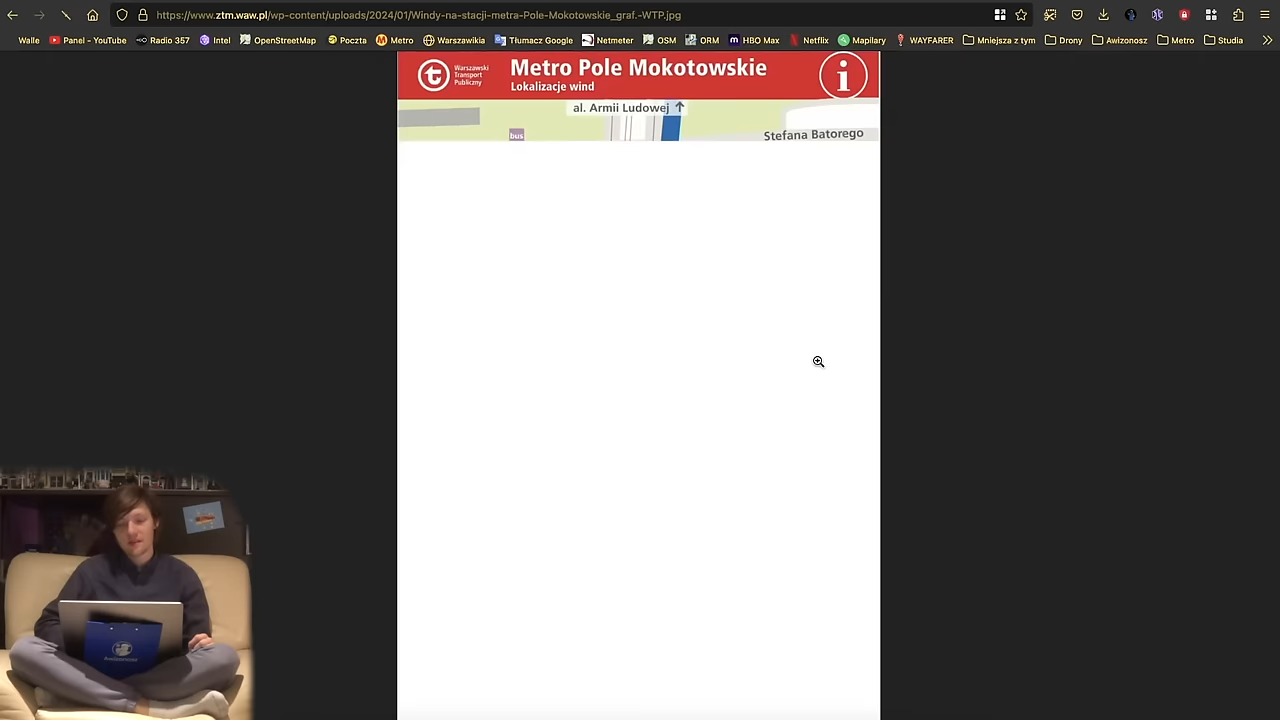 https://www.ztm.waw.pl/wp-content/uploads/2024/01/Windy-na-stacji-metra-Pole-Mokotowskie_graf.-WTP.jpg
Walle Panel - YouTube Radio 357 Intel OpenStreetMap Poczta Metro Warszawikia Tłumacz Google Netmeter OSM ORM HBO Max Netflix Mapilary WAYFARER Mniejsza z tym Drony Awizonosz Metro Studia
Warszawski
Transport
Publiczny
Metro Pole Mokotowskie
Lokalizacje wind
i
al. Armii Ludowej
bus
Stefana Batorego